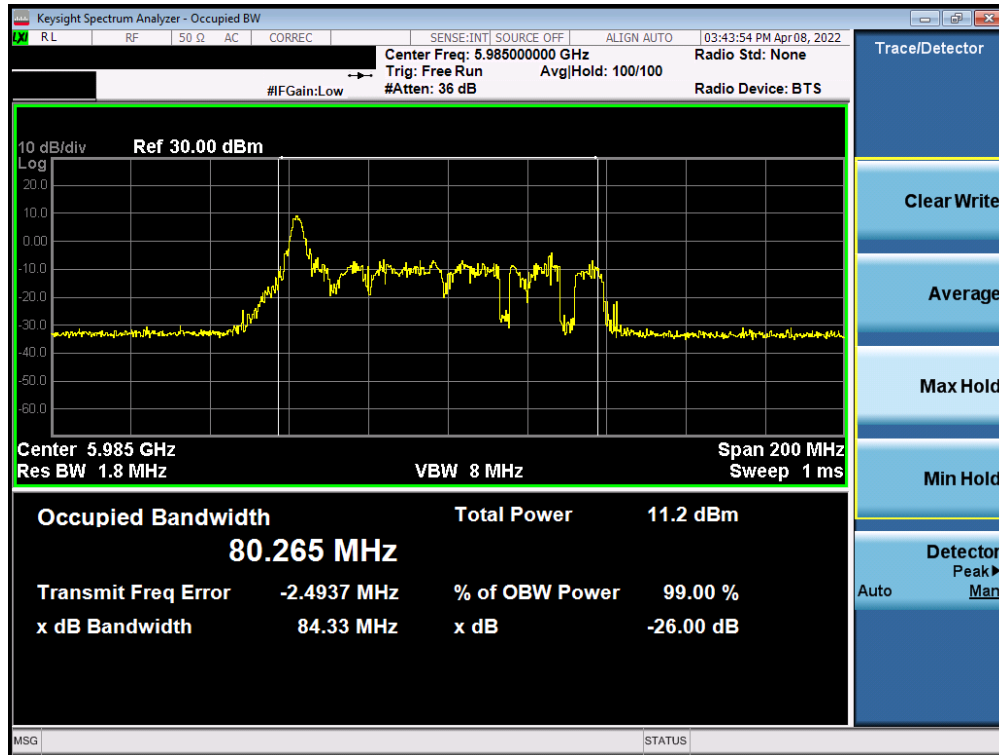 Keysight Spectrum Analyzer - Occupied BW
LXI RL RF 50 Ω AC CORREC SENSE:INT SOURCE OFF ALIGN AUTO 03:43:54 PM Apr 08, 2022
Center Freq: 5.985000000 GHz Radio Std: None
Trig: Free Run Avg|Hold: 100/100
#IFGain:Low #Atten: 36 dB Radio Device: BTS
10 dB/div Ref 30.00 dBm
Log
20.0
10.0
0.00
-10.0
-20.0
-30.0
-40.0
-50.0
-60.0
Center 5.985 GHz Span 200 MHz
Res BW 1.8 MHz VBW 8 MHz Sweep 1 ms
Occupied Bandwidth Total Power 11.2 dBm
80.265 MHz
Transmit Freq Error -2.4937 MHz % of OBW Power 99.00 %
x dB Bandwidth 84.33 MHz x dB -26.00 dB
MSG STATUS
Trace/Detector
Clear Write
Average
Max Hold
Min Hold
Detector
Peak▶
Auto Man